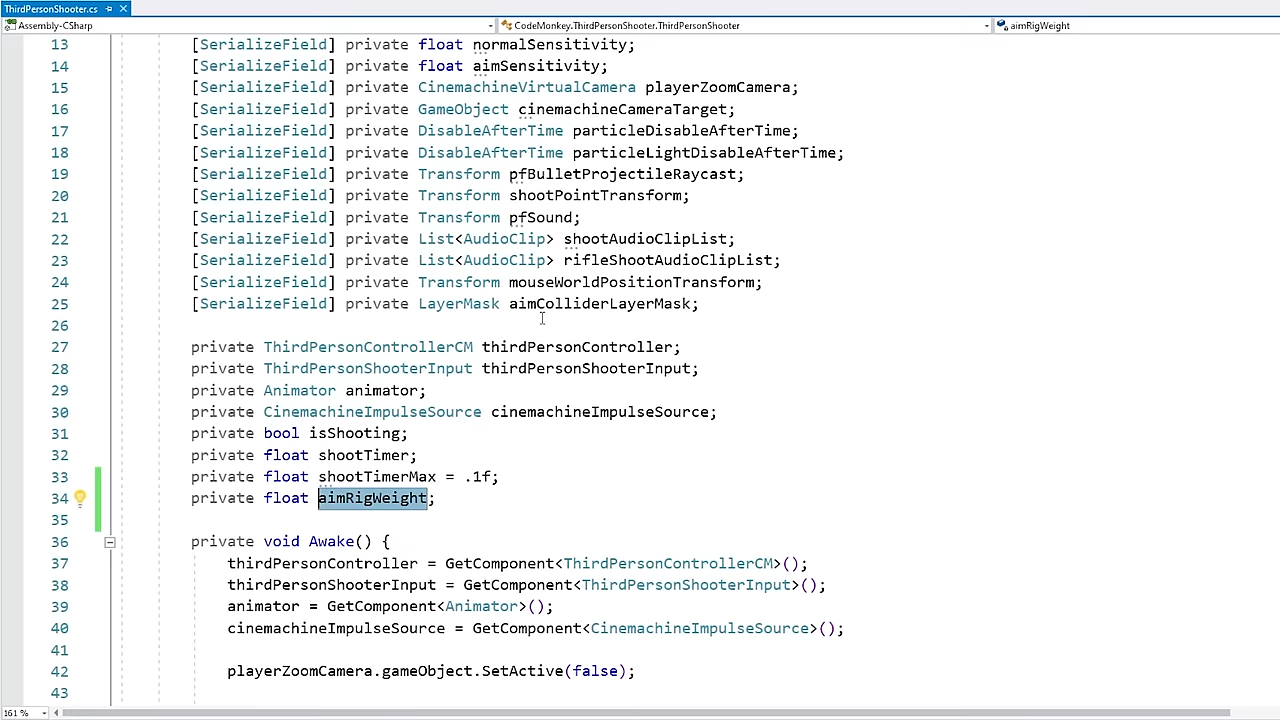 ThirdPersonShooter.cs
Assembly-CSharp CodeMonkey.ThirdPersonShooter.ThirdPersonShooter aimRigWeight
13 [SerializeField] private float normalSensitivity;
14 [SerializeField] private float aimSensitivity;
15 [SerializeField] private CinemachineVirtualCamera playerZoomCamera;
16 [SerializeField] private GameObject cinemachineCameraTarget;
17 [SerializeField] private DisableAfterTime particleDisableAfterTime;
18 [SerializeField] private DisableAfterTime particleLightDisableAfterTime;
19 [SerializeField] private Transform pfBulletProjectileRaycast;
20 [SerializeField] private Transform shootPointTransform;
21 [SerializeField] private Transform pfSound;
22 [SerializeField] private List<AudioClip> shootAudioClipList;
23 [SerializeField] private List<AudioClip> rifleShootAudioClipList;
24 [SerializeField] private Transform mouseWorldPositionTransform;
25 [SerializeField] private LayerMask aimColliderLayerMask;
26
27 private ThirdPersonControllerCM thirdPersonController;
28 private ThirdPersonShooterInput thirdPersonShooterInput;
29 private Animator animator;
30 private CinemachineImpulseSource cinemachineImpulseSource;
31 private bool isShooting;
32 private float shootTimer;
33 private float shootTimerMax = .1f;
34 private float aimRigWeight;
35
36 private void Awake() {
37 thirdPersonController = GetComponent<ThirdPersonControllerCM>();
38 thirdPersonShooterInput = GetComponent<ThirdPersonShooterInput>();
39 animator = GetComponent<Animator>();
40 cinemachineImpulseSource = GetComponent<CinemachineImpulseSource>();
41
42 playerZoomCamera.gameObject.SetActive(false);
43
161 %